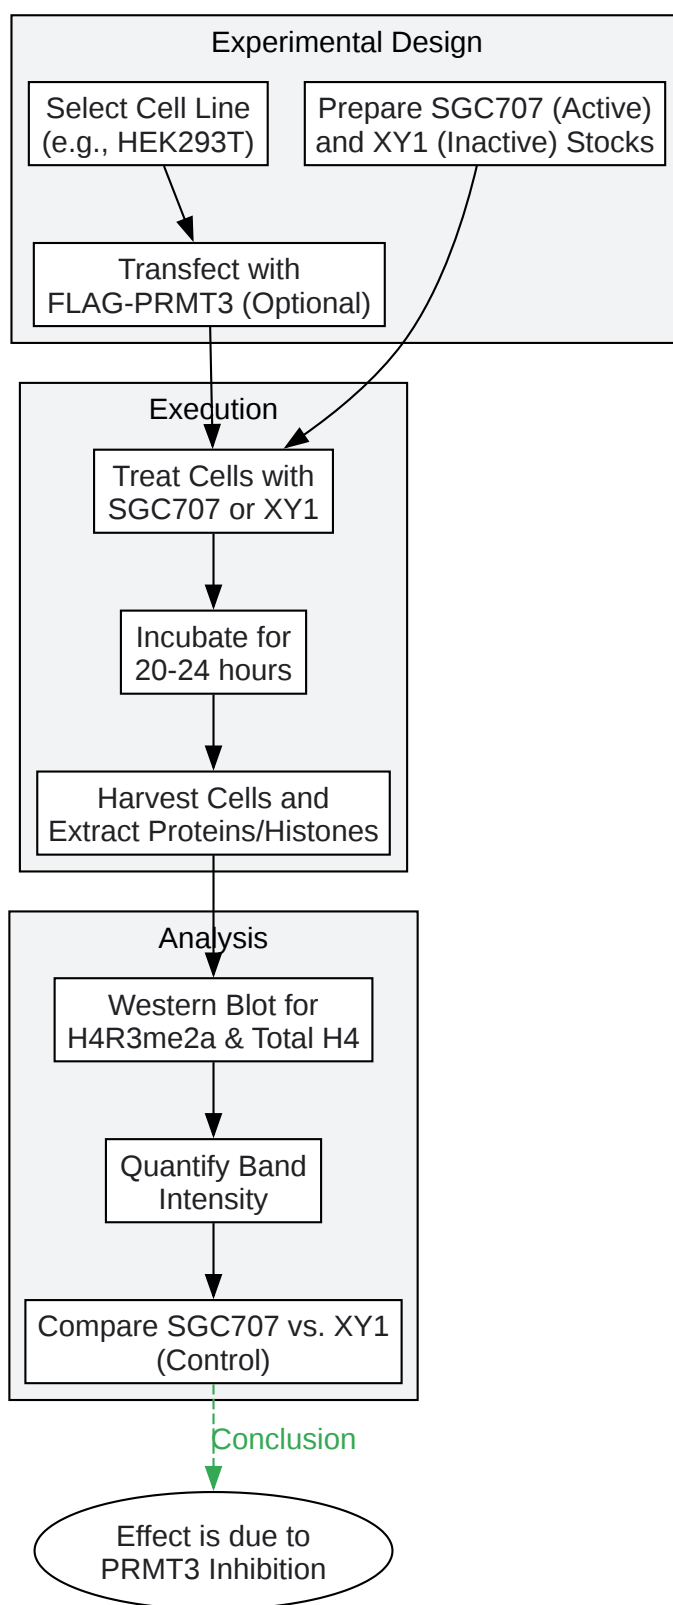 Experimental Design
Select Cell Line
(e.g., HEK293T)
Prepare SGC707 (Active)
and XY1 (Inactive) Stocks
Transfect with
FLAG-PRMT3 (Optional)
Execution
Treat Cells with
SGC707 or XY1
Incubate for
20-24 hours
Harvest Cells and
Extract Proteins/Histones
Analysis
Western Blot for
H4R3me2a & Total H4
Quantify Band
Intensity
Compare SGC707 vs. XY1
(Control)
Conclusion
Effect is due to
PRMT3 Inhibition